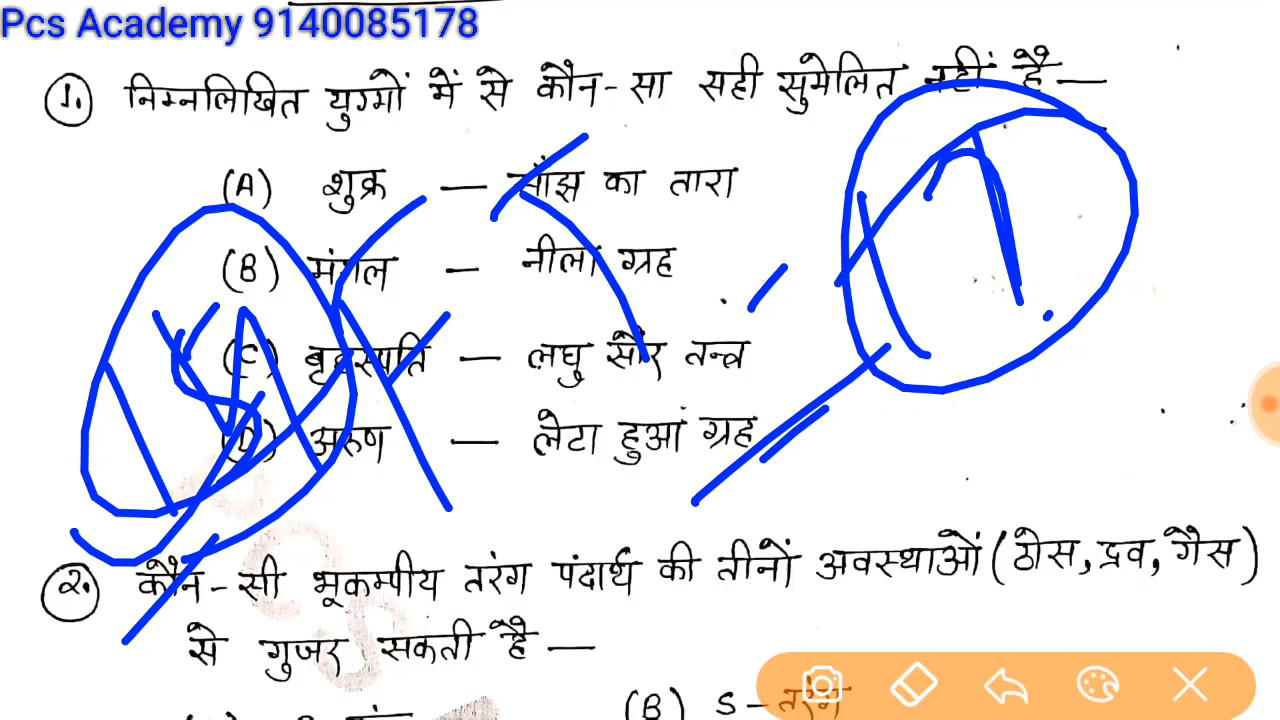 Pcs Academy 9140085178
1. निम्नलिखित युग्मों में से कौन-सा सही सुमेलित नहीं है —
(A) शुक्र — सांझ का तारा
(B) मंगल — नीला ग्रह
(C) बृहस्पति — लघु सौर तन्त्र
(D) अरुण — लेटा हुआ ग्रह
2. कौन-सी भूकम्पीय तरंग पंदार्थ की तीनों अवस्थाओं (ठोस, द्रव, गैस)
से गुजर सकती है —
(B) S-तरंग